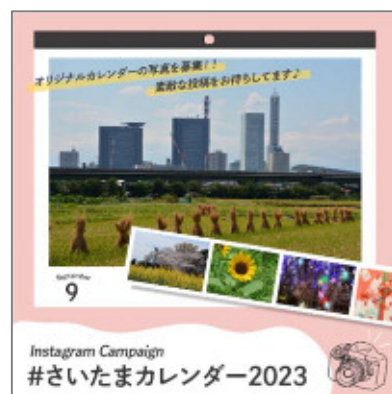 オリジナルカレンダーの写真を募集！！
素敵な投稿をお待ちしてます♪
September
9
Instagram Campaign
#さいたまカレンダー2023